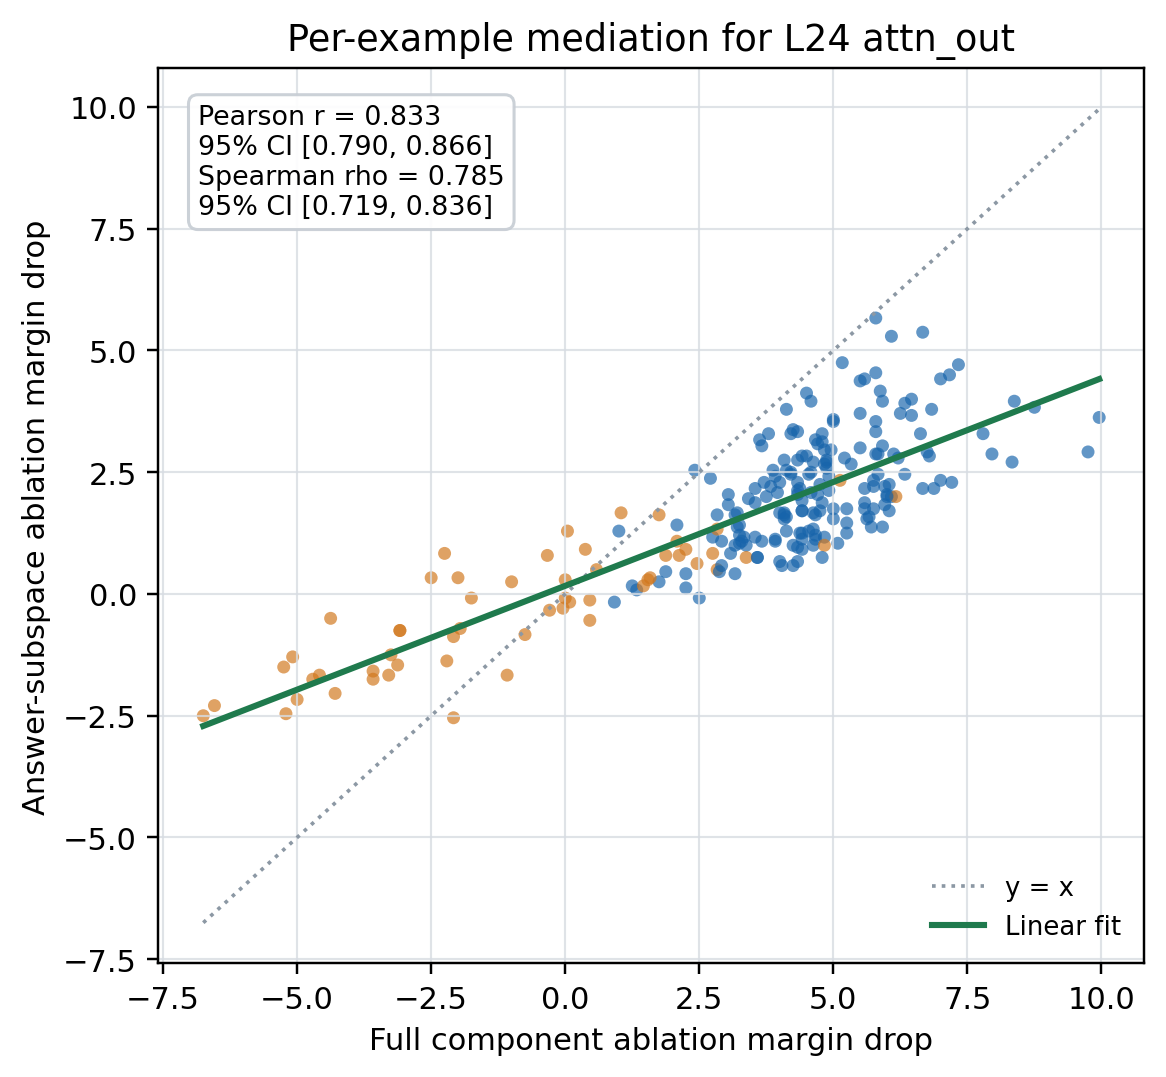 Per-example mediation for L24 attn_out
Pearson r = 0.833
95% CI [0.790, 0.866]
Spearman rho = 0.785
95% CI [0.719, 0.836]
Answer-subspace ablation margin drop
10.0
7.5
5.0
2.5
0.0
−2.5
−5.0
−7.5
y = x
Linear fit
−7.5 −5.0 −2.5 0.0 2.5 5.0 7.5 10.0
Full component ablation margin drop